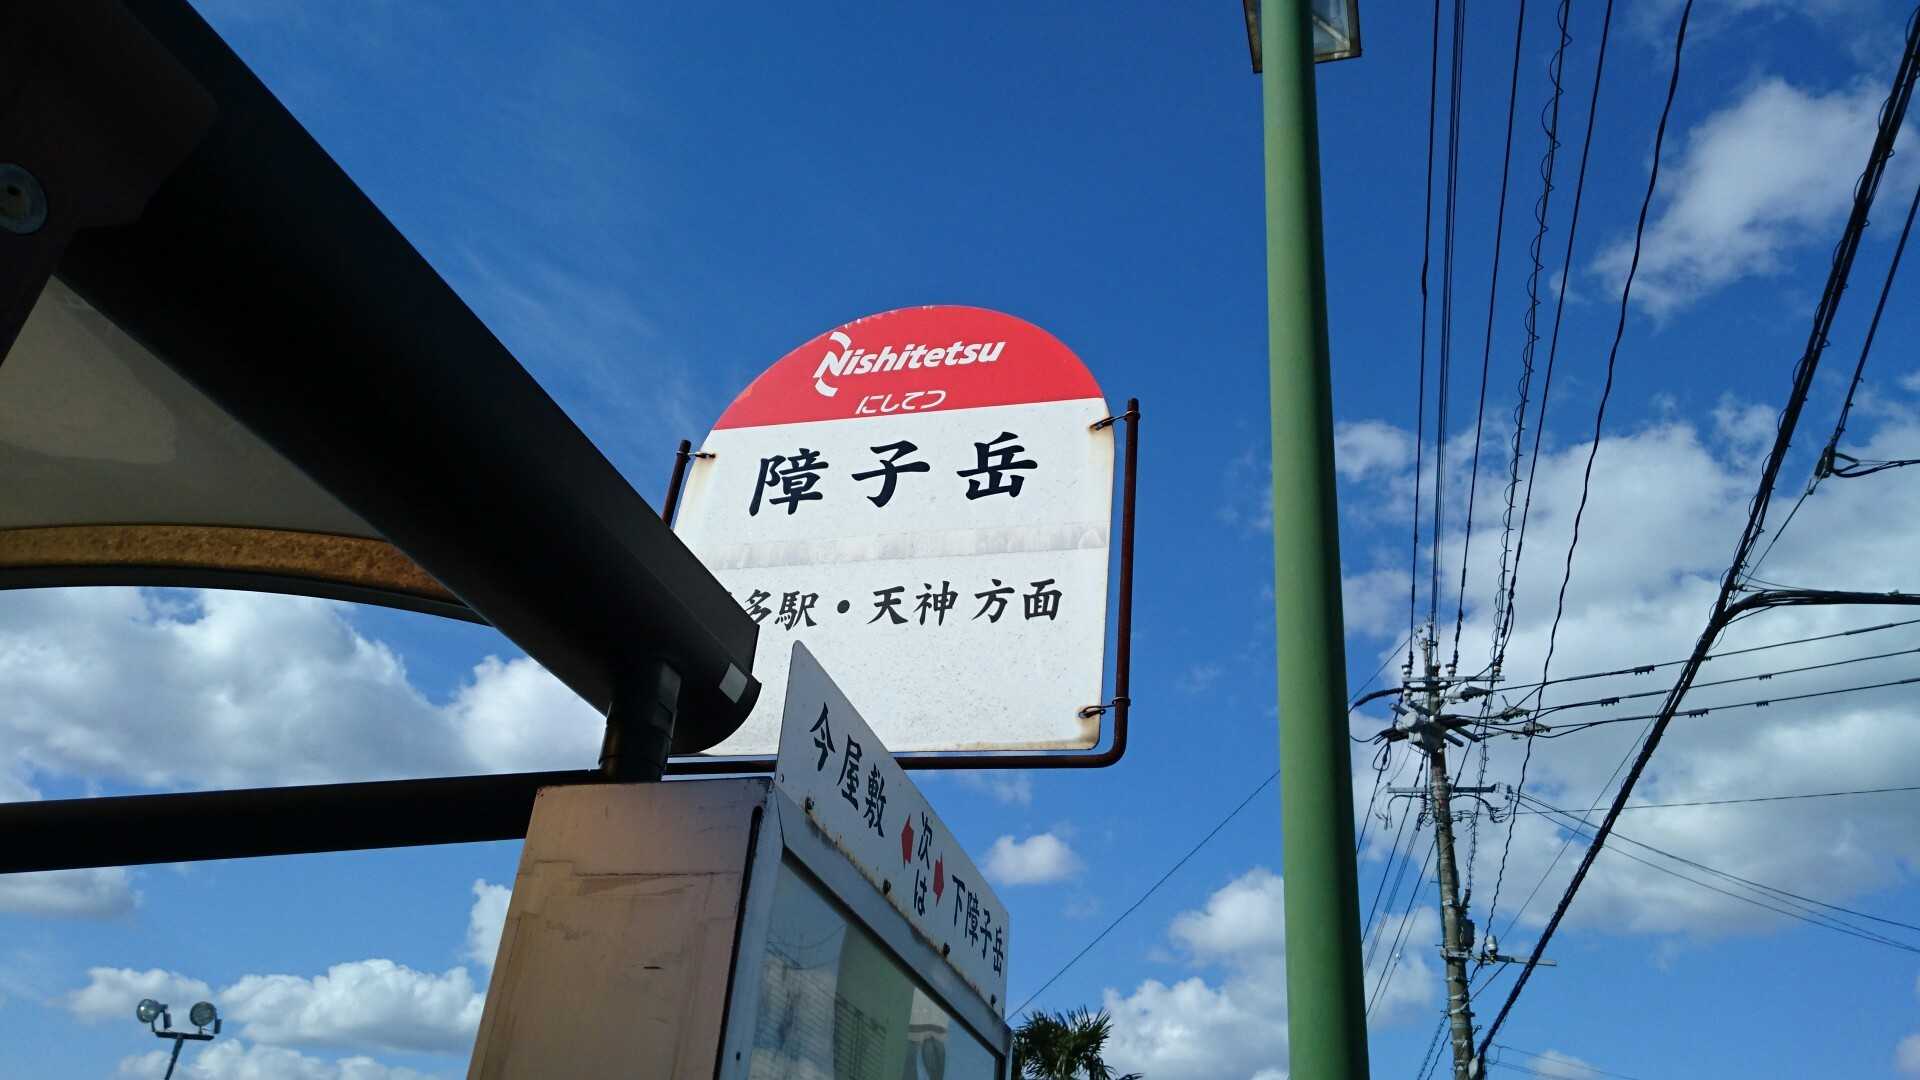 Nishitetsu
にしてつ
障子岳
多駅・天神方面
今屋敷 次は 下障子岳